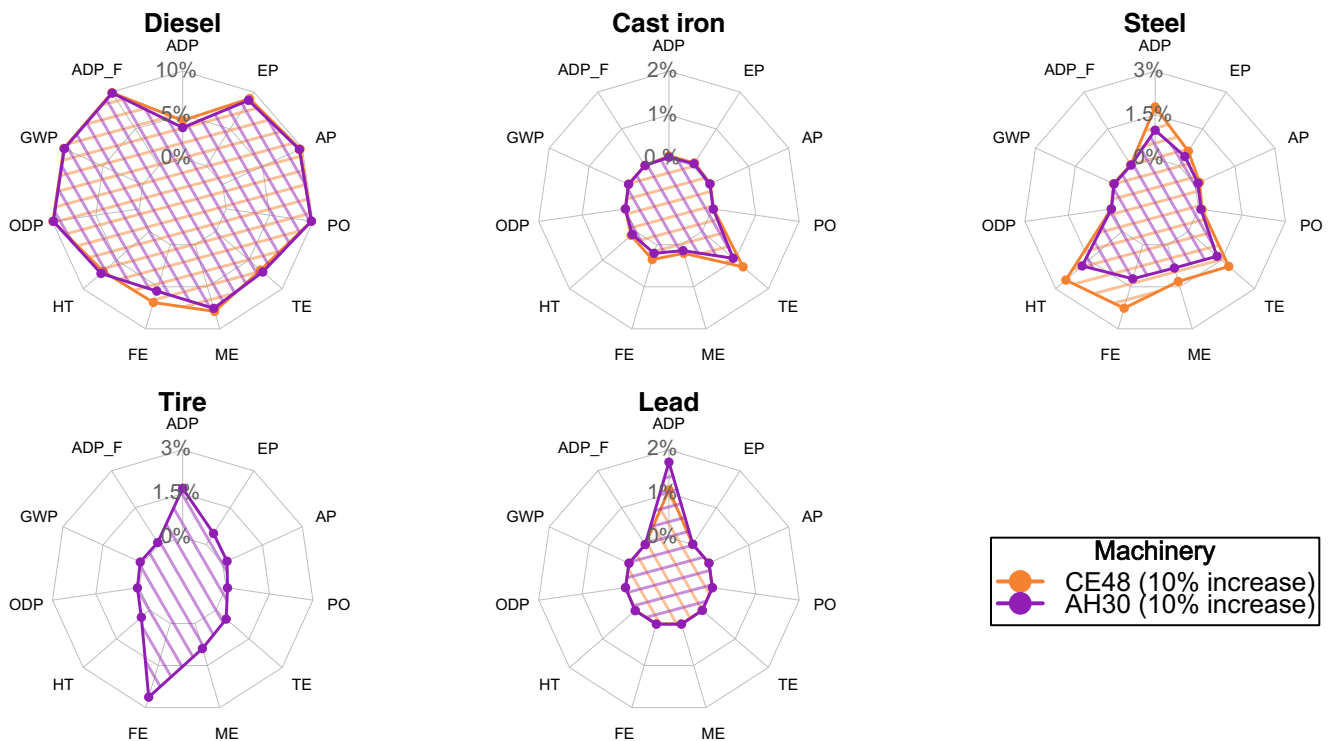 Diesel
Cast iron
Steel
ADP
ADP
ADP
ADP_F
10%
EP
ADP_F
2%
EP
ADP_F
3%
EP
GWP
5%
AP
GWP
1%
AP
GWP
1.5%
AP
0%
0%
0%
ODP
PO
ODP
PO
ODP
PO
HT
TE
HT
TE
HT
TE
FE
ME
FE
ME
FE
ME
Tire
Lead
ADP
ADP
ADP_F
3%
EP
ADP_F
2%
EP
GWP
1.5%
AP
GWP
1%
AP
0%
0%
ODP
PO
ODP
PO
HT
TE
HT
TE
FE
ME
FE
ME
Machinery
CE48 (10% increase)
AH30 (10% increase)